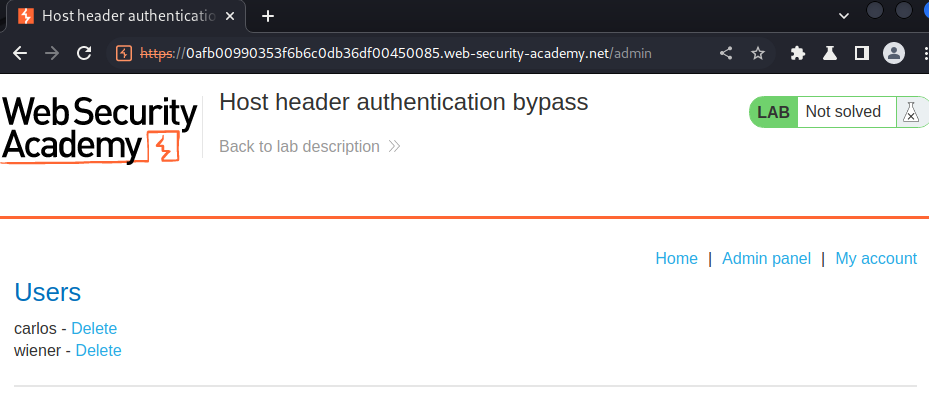 Host header authenticatio
https://0afb00990353f6b6c0db36df00450085.web-security-academy.net/admin
Web Security
Academy
Host header authentication bypass
Back to lab description
LAB Not solved
Home | Admin panel | My account
Users
carlos - Delete
wiener - Delete